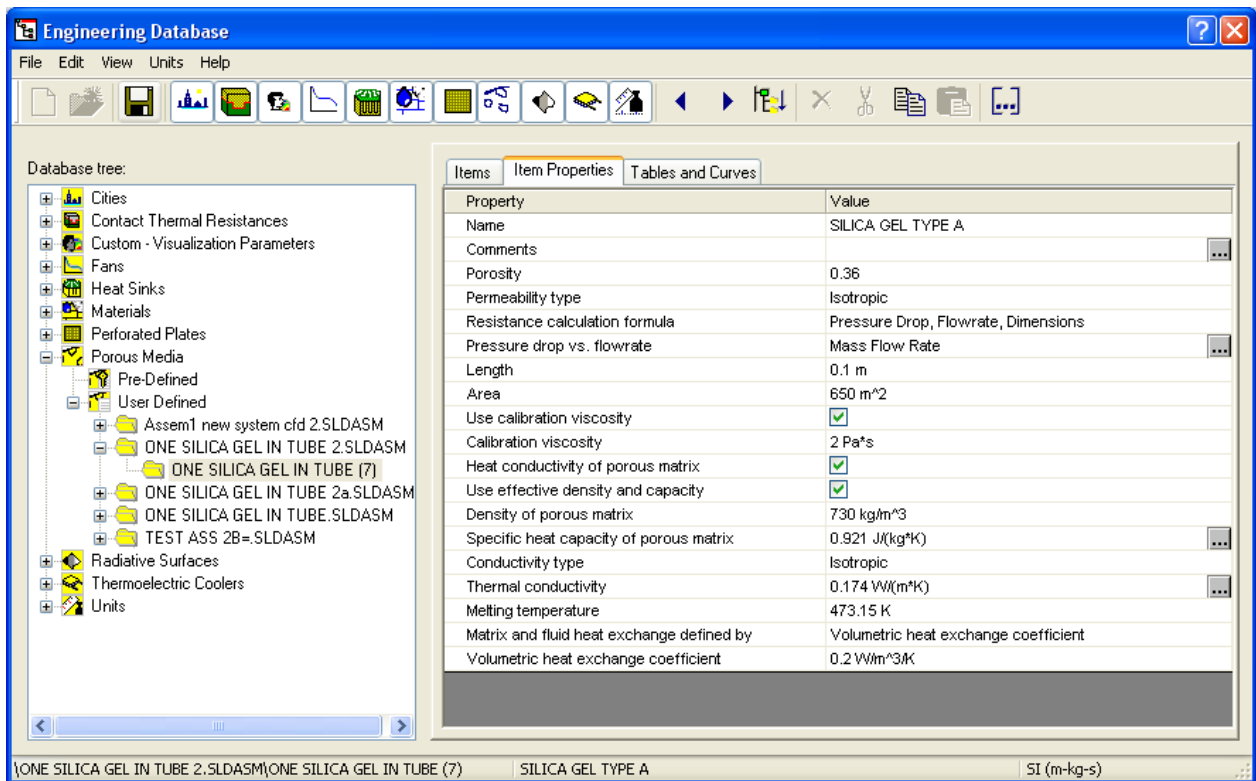 Engineering Database
File Edit View Units Help
Database tree:
Cities
Contact Thermal Resistances
Custom - Visualization Parameters
Fans
Heat Sinks
Materials
Perforated Plates
Porous Media
Pre-Defined
User Defined
Assem1 new system cfd 2.SLDASM
ONE SILICA GEL IN TUBE 2.SLDASM
ONE SILICA GEL IN TUBE (7)
ONE SILICA GEL IN TUBE 2a.SLDASM
ONE SILICA GEL IN TUBE.SLDASM
TEST ASS 2B=.SLDASM
Radiative Surfaces
Thermoelectric Coolers
Units
Items Item Properties Tables and Curves
Property Value
Name SILICA GEL TYPE A
Comments ...
Porosity 0.36
Permeability type Isotropic
Resistance calculation formula Pressure Drop, Flowrate, Dimensions
Pressure drop vs. flowrate Mass Flow Rate ...
Length 0.1 m
Area 650 m^2
Use calibration viscosity
Calibration viscosity 2 Pa*s
Heat conductivity of porous matrix
Use effective density and capacity
Density of porous matrix 730 kg/m^3
Specific heat capacity of porous matrix 0.921 J/(kg*K) ...
Conductivity type Isotropic
Thermal conductivity 0.174 W/(m*K) ...
Melting temperature 473.15 K
Matrix and fluid heat exchange defined by Volumetric heat exchange coefficient
Volumetric heat exchange coefficient 0.2 W/m^3/K
\ONE SILICA GEL IN TUBE 2.SLDASM\ONE SILICA GEL IN TUBE (7) SILICA GEL TYPE A SI (m-kg-s)